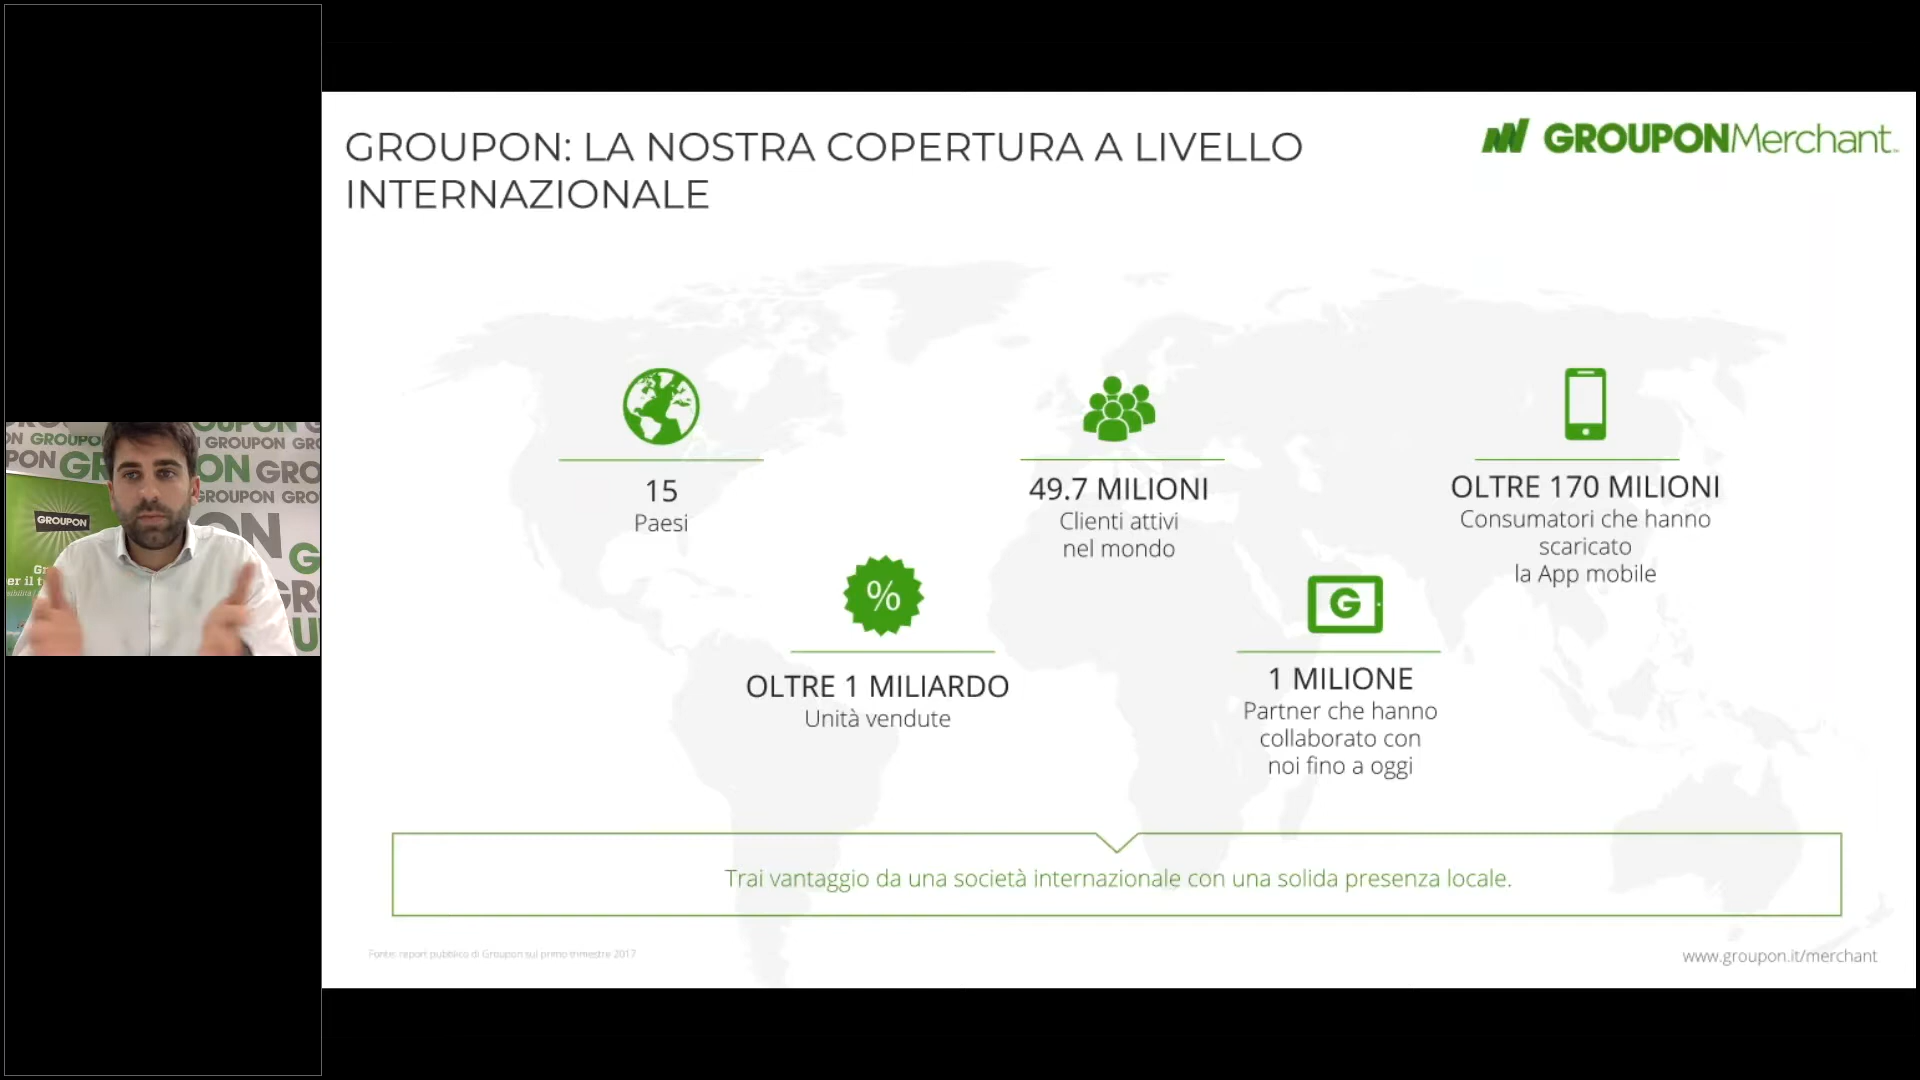 GROUPON: LA NOSTRA COPERTURA A LIVELLO
INTERNAZIONALE
GROUPONMerchant
15
Paesi
49.7 MILIONI
Clienti attivi
nel mondo
OLTRE 170 MILIONI
Consumatori che hanno
scaricato
la App mobile
%
OLTRE 1 MILIARDO
Unità vendute
G
1 MILIONE
Partner che hanno
collaborato con
noi fino a oggi
Trai vantaggio da una società internazionale con una solida presenza locale.
Fonte: report pubblico di Groupon sul primo trimestre 2017
www.groupon.it/merchant
GROUPON
GROUPON
GROUPON
GROUPON